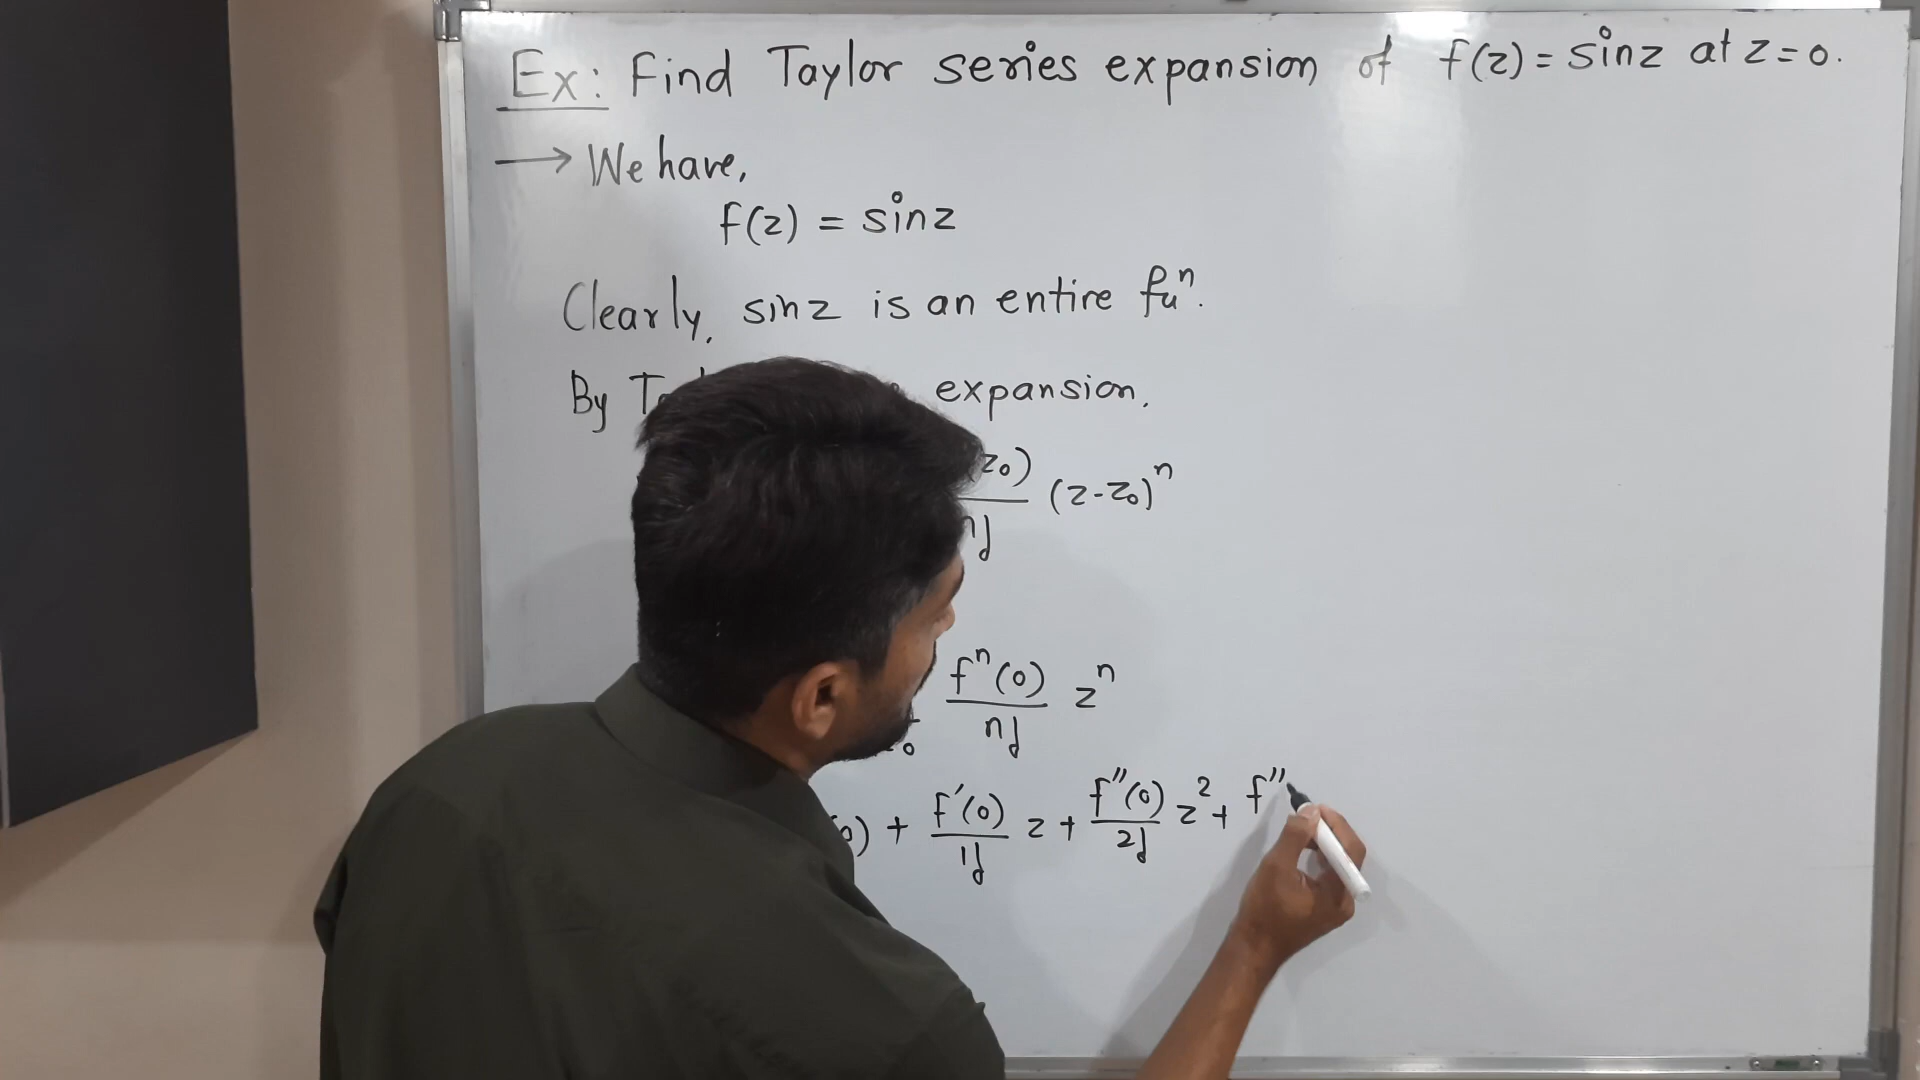 Ex: Find Taylor series expansion of f(z) = sinz at z=0.
→ We have,
f(z) = sinz
Clearly, sinz is an entire fuⁿ.
By expansion.
z₀) (z-z₀)ⁿ
n!
fⁿ(0) zⁿ
n!
0) + f′(0) z + f″(0) z² + f″
1! 2!